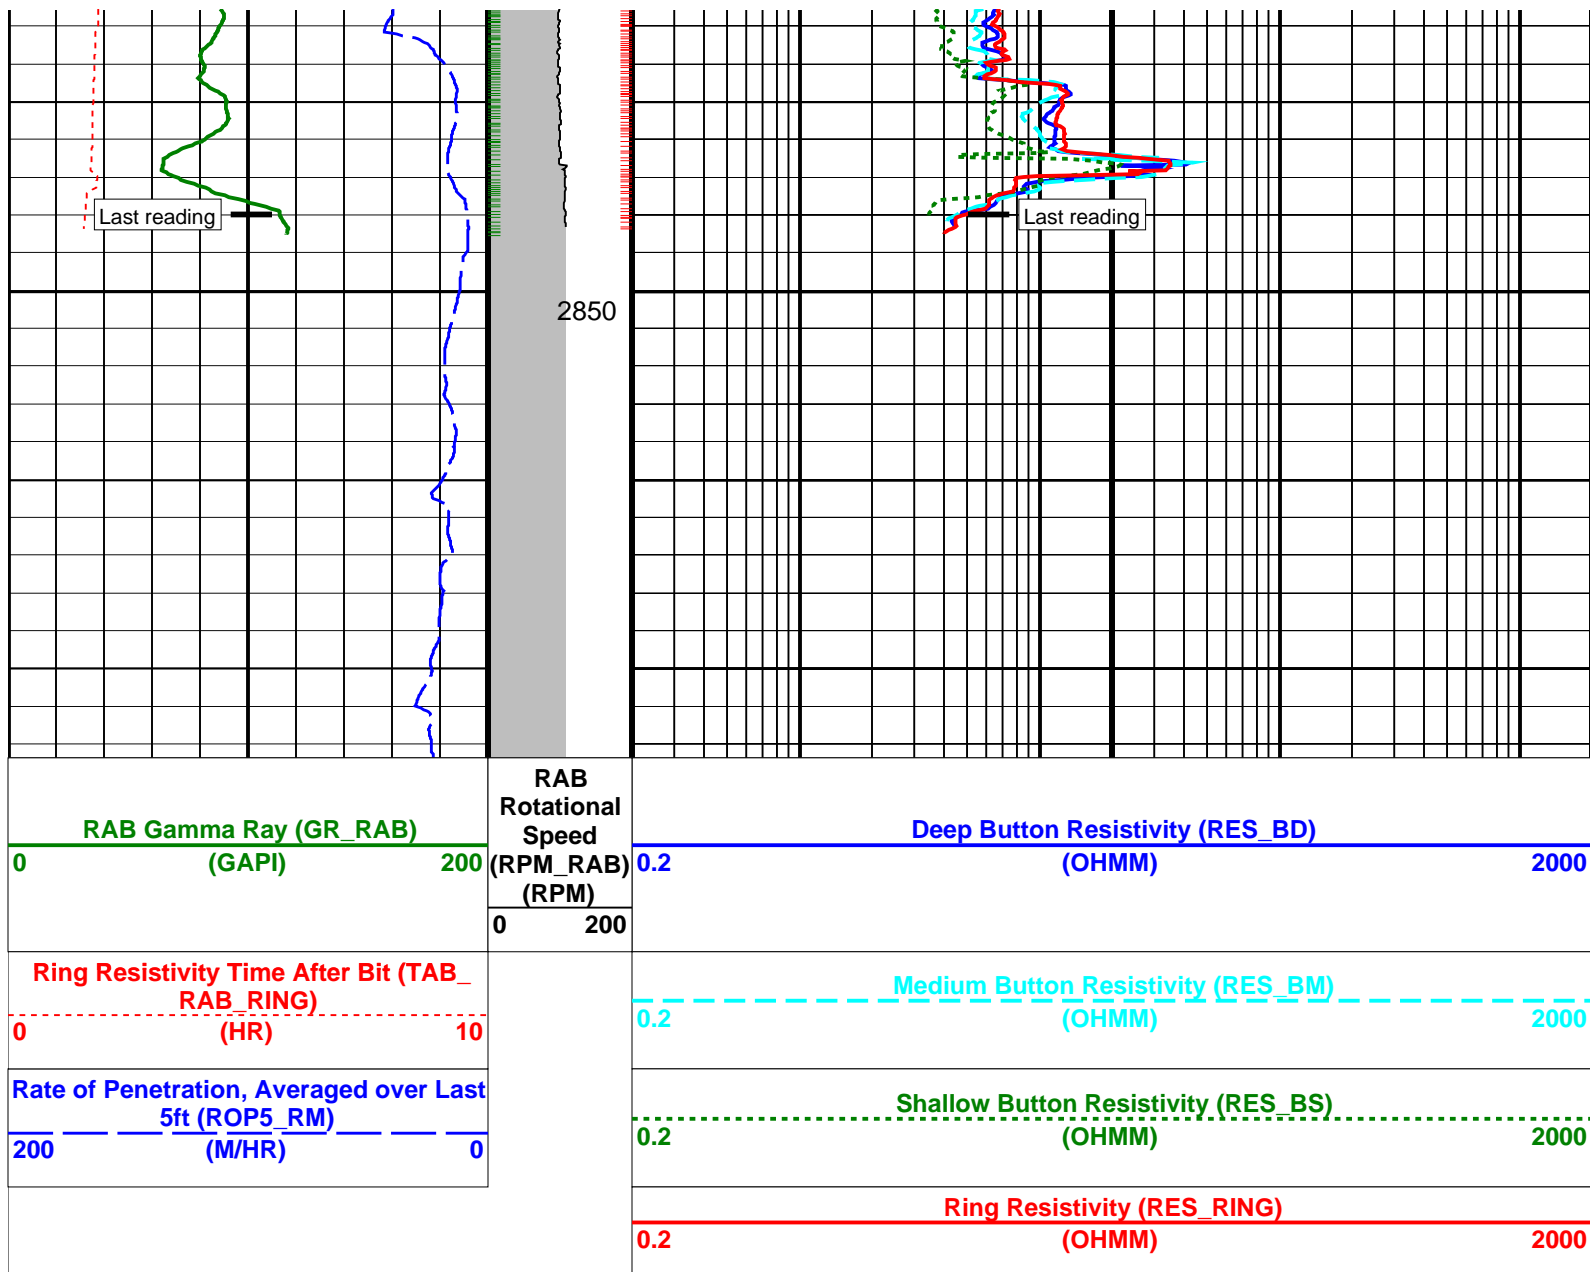 Last reading
Last reading
2850
RAB Gamma Ray (GR_RAB)
0 (GAPI) 200
RAB
Rotational
Speed
(RPM_RAB)
(RPM)
0 200
Deep Button Resistivity (RES_BD)
0.2 (OHMM) 2000
Ring Resistivity Time After Bit (TAB_
RAB_RING)
0 (HR) 10
Medium Button Resistivity (RES_BM)
0.2 (OHMM) 2000
Rate of Penetration, Averaged over Last
5ft (ROP5_RM)
200 (M/HR) 0
Shallow Button Resistivity (RES_BS)
0.2 (OHMM) 2000
Ring Resistivity (RES_RING)
0.2 (OHMM) 2000